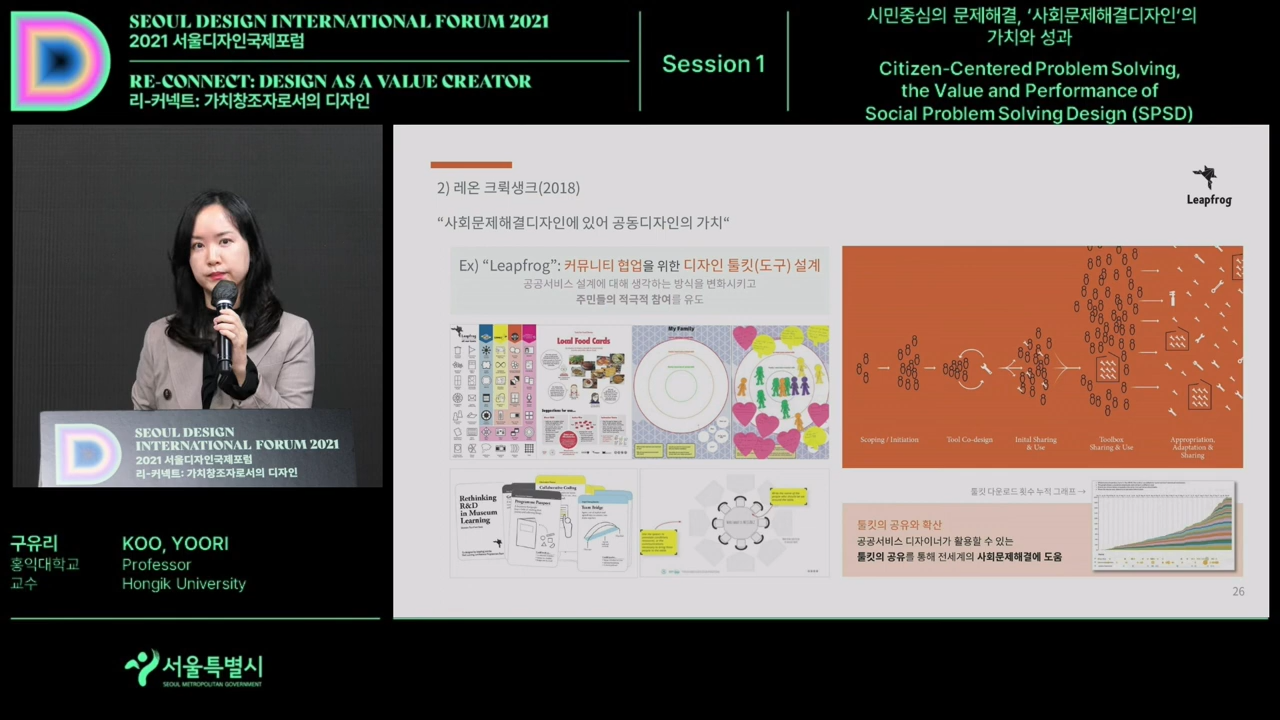 SEOUL DESIGN INTERNATIONAL FORUM 2021
2021 서울디자인국제포럼
RE-CONNECT: DESIGN AS A VALUE CREATOR
리-커넥트: 가치창조자로서의 디자인
Session 1
시민중심의 문제해결, ‘사회문제해결디자인’의
가치와 성과
Citizen-Centered Problem Solving,
the Value and Performance of
Social Problem Solving Design (SPSD)
2) 레온 크뤽생크(2018)
“사회문제해결디자인에 있어 공동디자인의 가치“
Leapfrog
Ex) “Leapfrog”: 커뮤니티 협업을 위한 디자인 툴킷(도구) 설계
공공서비스 설계에 대해 생각하는 방식을 변화시키고
주민들의 적극적 참여를 유도
Local Food Cards
My Family
Suggestions for use...
Rethinking
R&D
in Museum
Learning
Programme Passport
Collaborative Coding
Team Bridge
Scoping / Initiation
Tool Co-design
Inital Sharing
& Use
Toolbox
Sharing & Use
Appropriation,
Adaptation &
Sharing
툴킷 다운로드 횟수 누적 그래프 →
툴킷의 공유와 확산
공공서비스 디자이너가 활용할 수 있는
툴킷의 공유를 통해 전세계의 사회문제해결에 도움
26
SEOUL DESIGN
INTERNATIONAL FORUM 2021
2021 서울디자인국제포럼
리-커넥트: 가치창조자로서의 디자인
구유리
홍익대학교
교수
KOO, YOORI
Professor
Hongik University
서울특별시
SEOUL METROPOLITAN GOVERNMENT